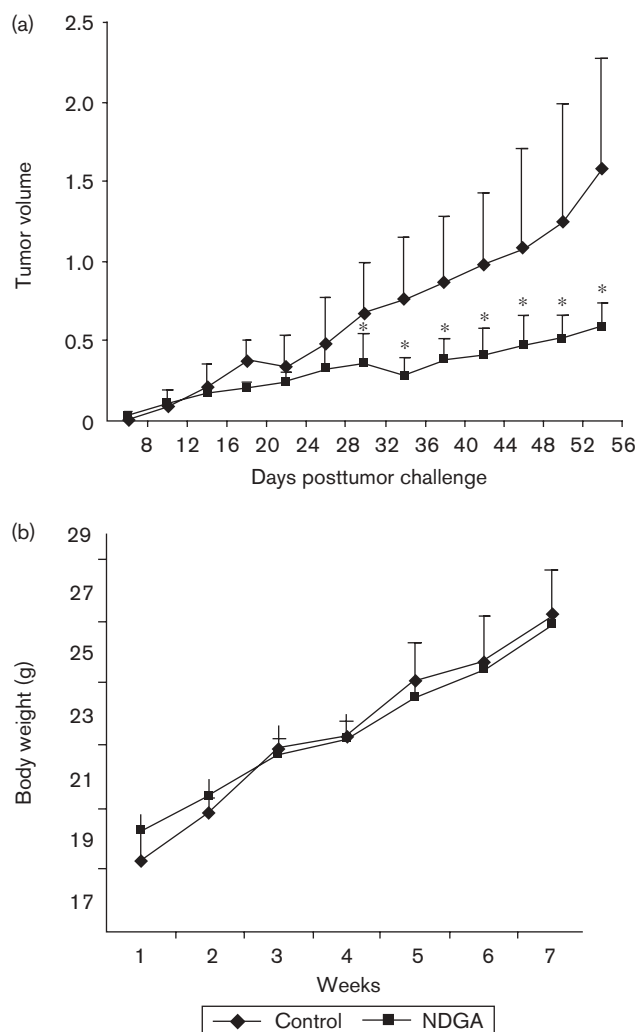 (a)
2.5
2.0
1.5
1.0
0.5
0
Tumor volume
* * * * * * *
8 12 16 20 24 28 32 36 40 44 48 52 56
Days posttumor challenge
(b)
29
27
25
23
21
19
17
Body weight (g)
1 2 3 4 5 6 7
Weeks
Control NDGA